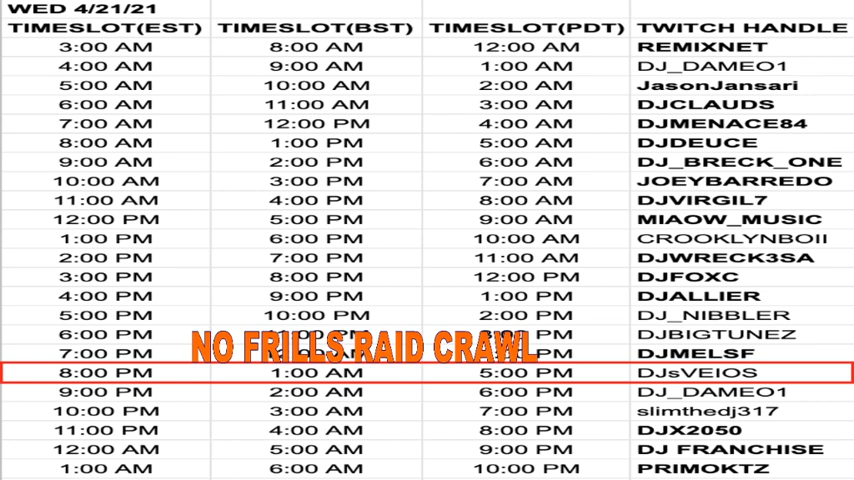 WED 4/21/21
TIMESLOT(EST) TIMESLOT(BST) TIMESLOT(PDT) TWITCH HANDLE
3:00 AM 8:00 AM 12:00 AM REMIXNET
4:00 AM 9:00 AM 1:00 AM DJ_DAMEO1
5:00 AM 10:00 AM 2:00 AM JasonJansari
6:00 AM 11:00 AM 3:00 AM DJCLAUDS
7:00 AM 12:00 PM 4:00 AM DJMENACE84
8:00 AM 1:00 PM 5:00 AM DJDEUCE
9:00 AM 2:00 PM 6:00 AM DJ_BRECK_ONE
10:00 AM 3:00 PM 7:00 AM JOEYBARREDO
11:00 AM 4:00 PM 8:00 AM DJVIRGIL7
12:00 PM 5:00 PM 9:00 AM MIAOW_MUSIC
1:00 PM 6:00 PM 10:00 AM CROOKLYNBOII
2:00 PM 7:00 PM 11:00 AM DJWRECK3SA
3:00 PM 8:00 PM 12:00 PM DJFOXC
4:00 PM 9:00 PM 1:00 PM DJALLIER
5:00 PM 10:00 PM 2:00 PM DJ_NIBBLER
6:00 PM PM DJBIGTUNEZ
NO FRILLS RAID CRAWL
7:00 PM PM DJMELSF
8:00 PM 1:00 AM 5:00 PM DJsVEIOS
9:00 PM 2:00 AM 6:00 PM DJ_DAMEO1
10:00 PM 3:00 AM 7:00 PM slimthedj317
11:00 PM 4:00 AM 8:00 PM DJX2050
12:00 AM 5:00 AM 9:00 PM DJ FRANCHISE
1:00 AM 6:00 AM 10:00 PM PRIMOKTZ